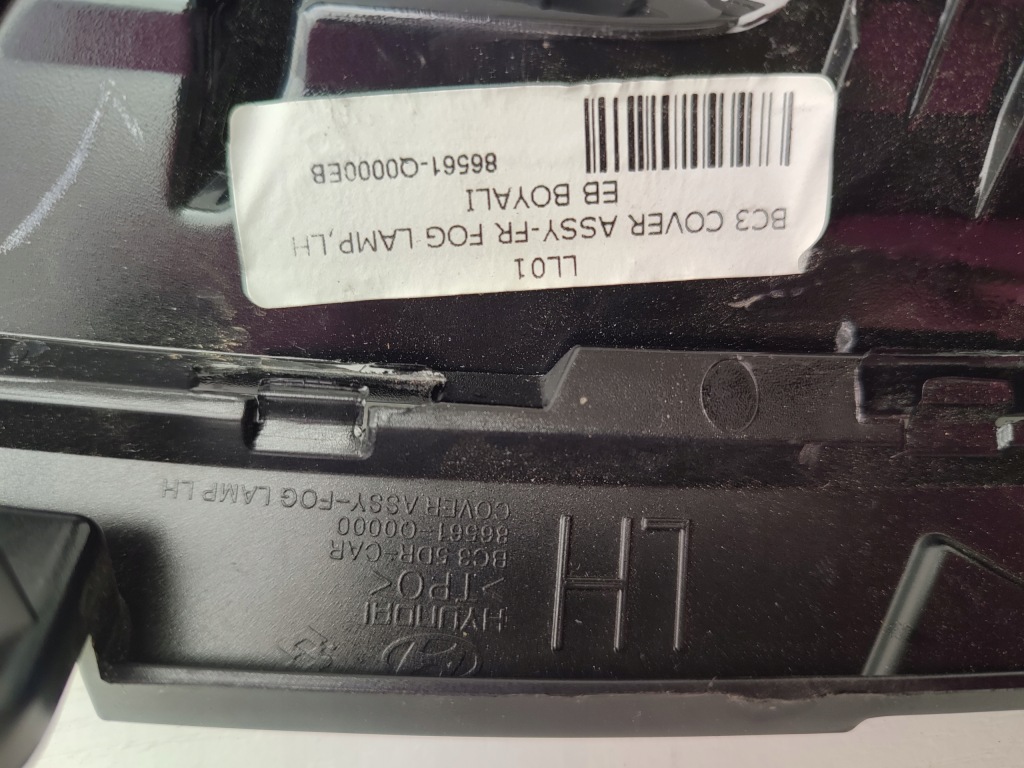 LL01
BC3 COVER ASSY-FR FOG LAMP,LH
EB BOYALI
86561-Q0000EB
HYUNDAI
>TPO<
BC3 5DR-CAR
86561-Q0000
COVER ASSY-FOG LAMP,LH
LH